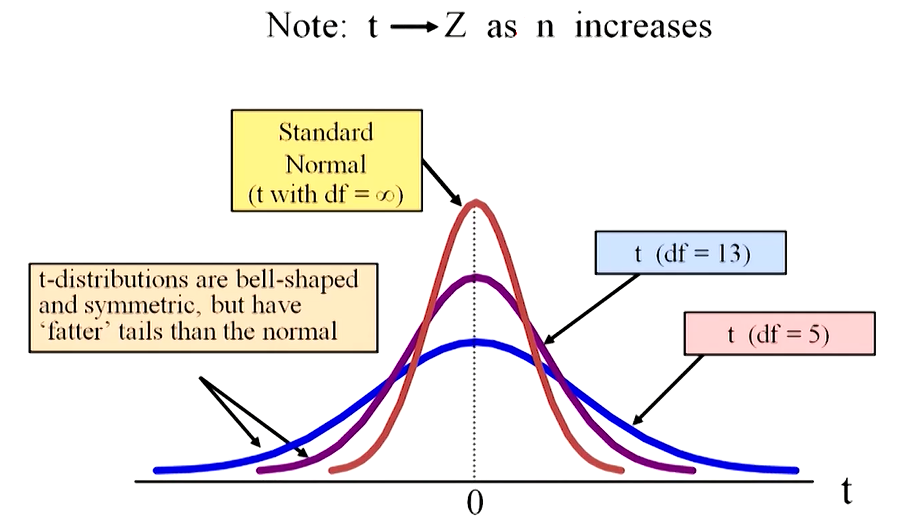 Note: t → Z as n increases
Standard
Normal
(t with df = ∞)
t (df = 13)
t-distributions are bell-shaped
and symmetric, but have
‘fatter’ tails than the normal
t (df = 5)
0
t